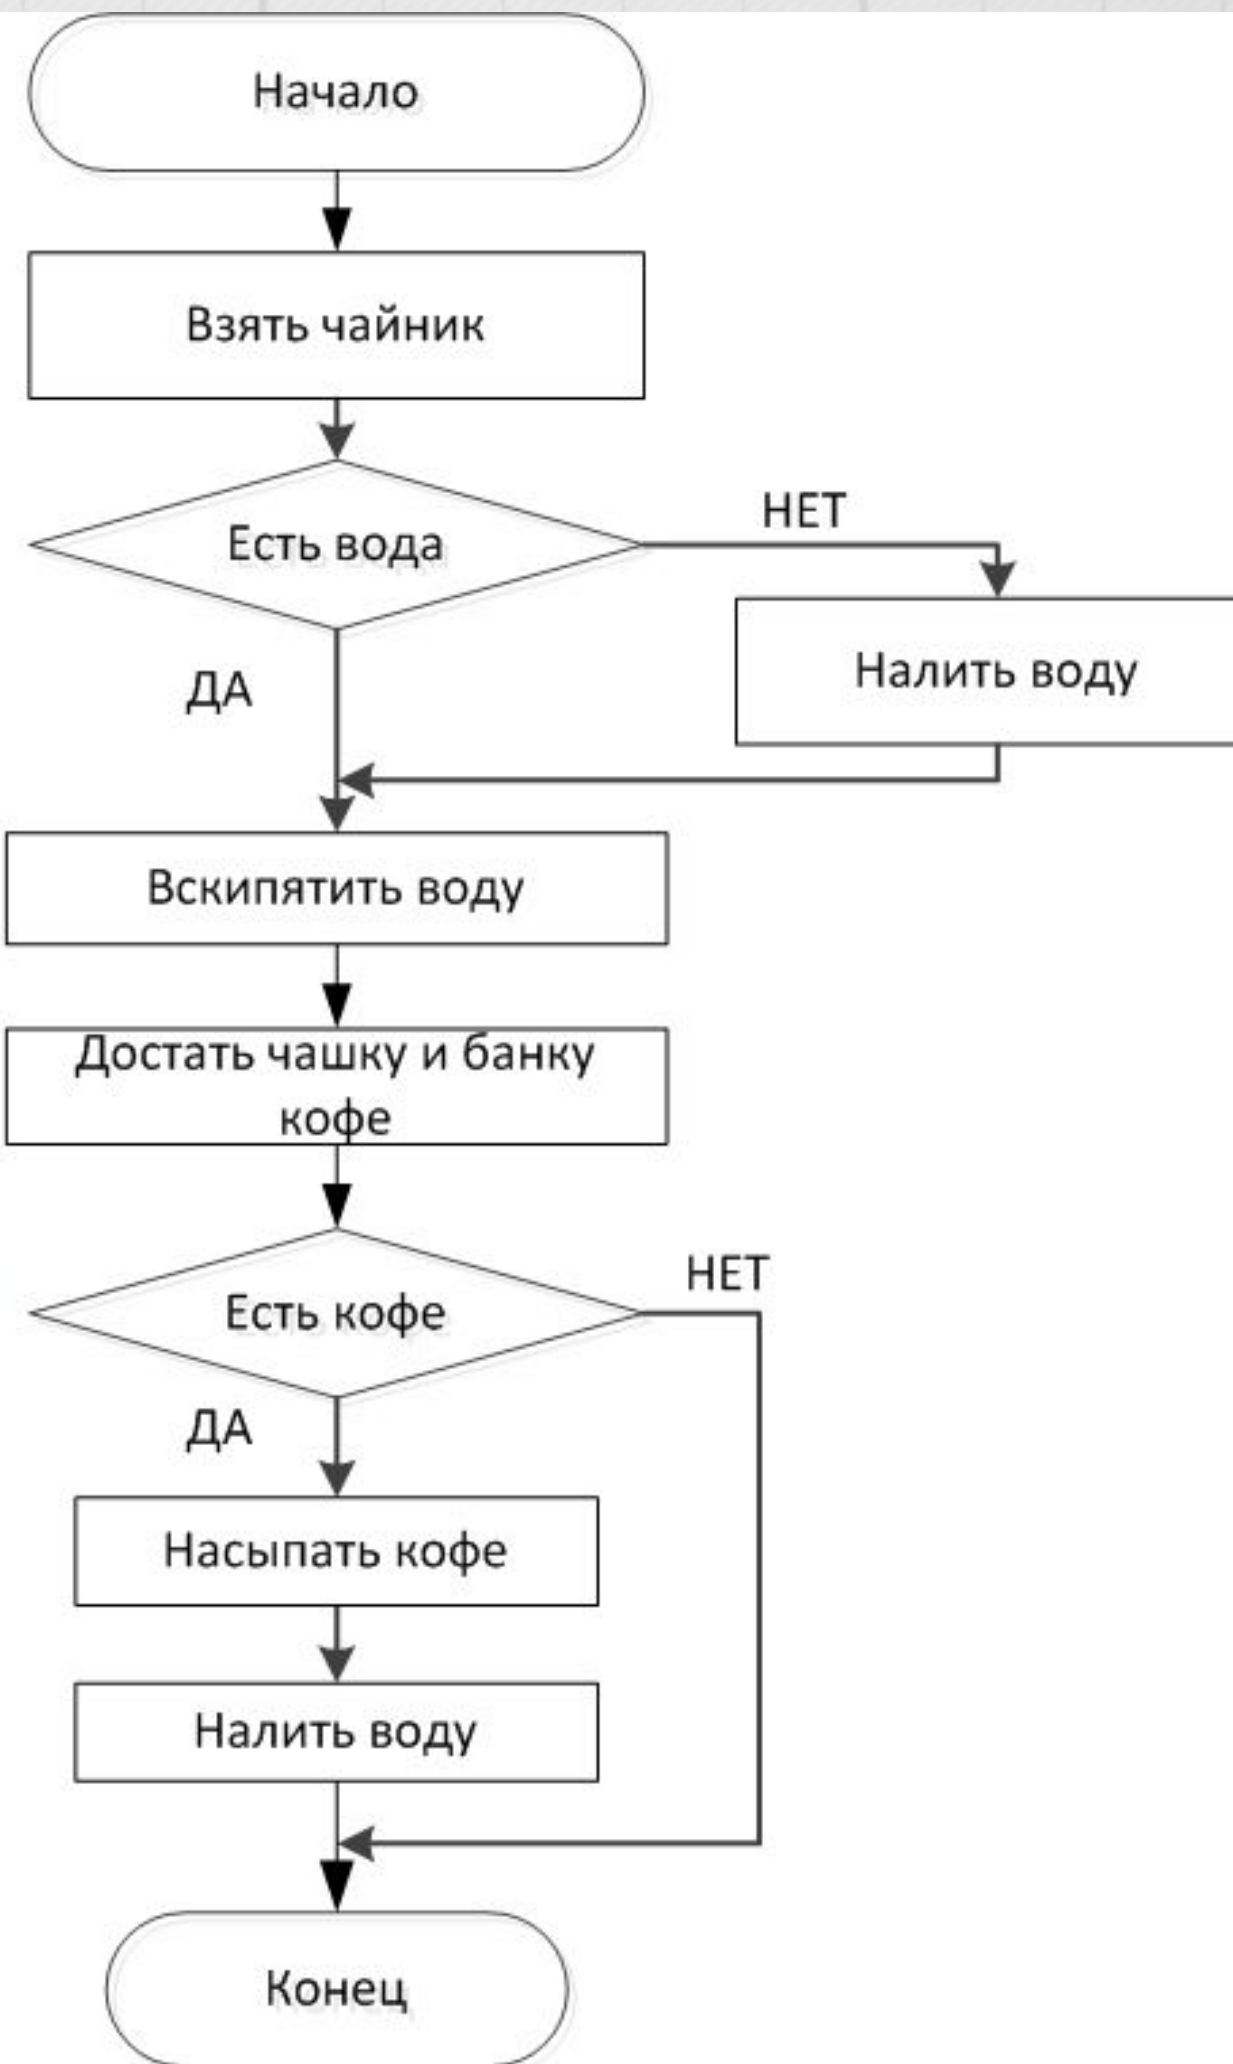 Начало
Взять чайник
Есть вода
НЕТ
Налить воду
ДА
Вскипятить воду
Достать чашку и банку
кофе
Есть кофе
НЕТ
ДА
Насыпать кофе
Налить воду
Конец